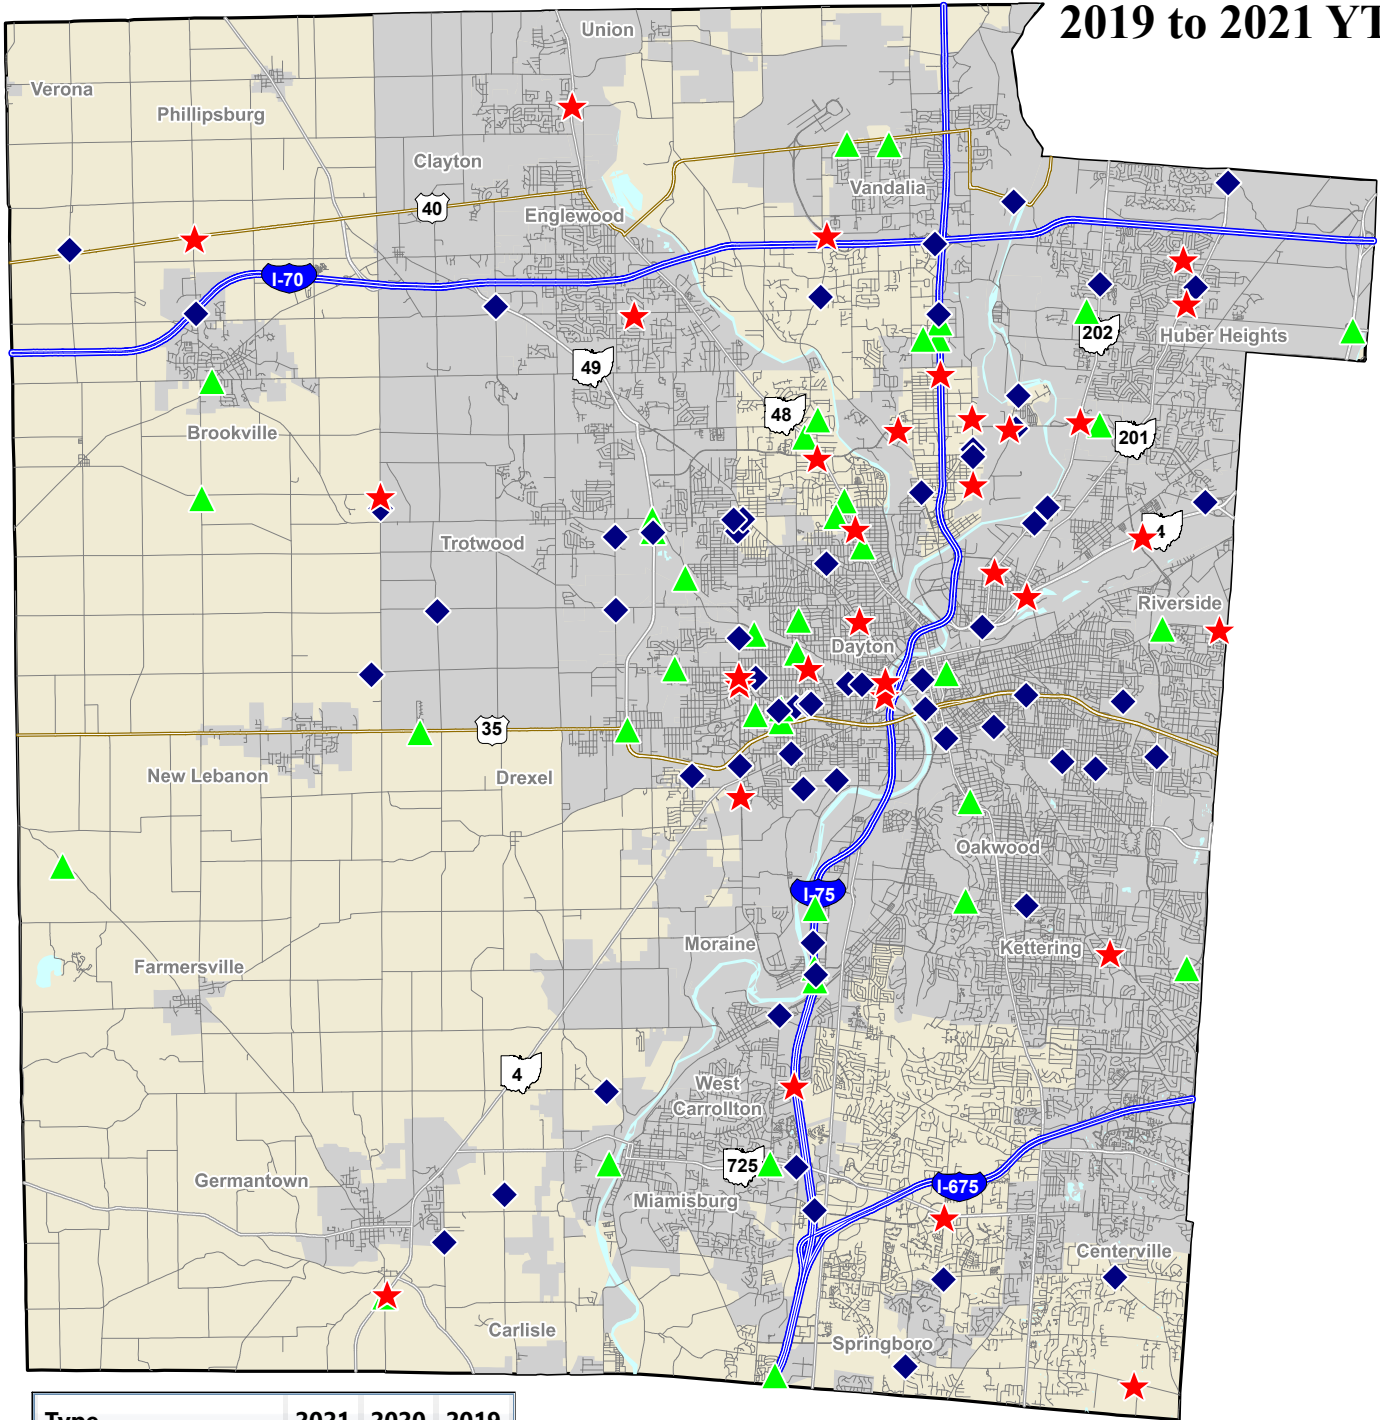 2019 to 2021 YT
Union
Verona
Phillipsburg
Clayton
Vandalia
40
Englewood
I-70
202
Huber Heights
49
48
201
Brookville
4
Trotwood
Riverside
Dayton
35
New Lebanon
Drexel
Oakwood
I-75
Moraine
Kettering
Farmersville
4
West
Carrollton
725
Germantown
I-675
Miamisburg
Centerville
Carlisle
Springboro
Type 2021 2020 2019